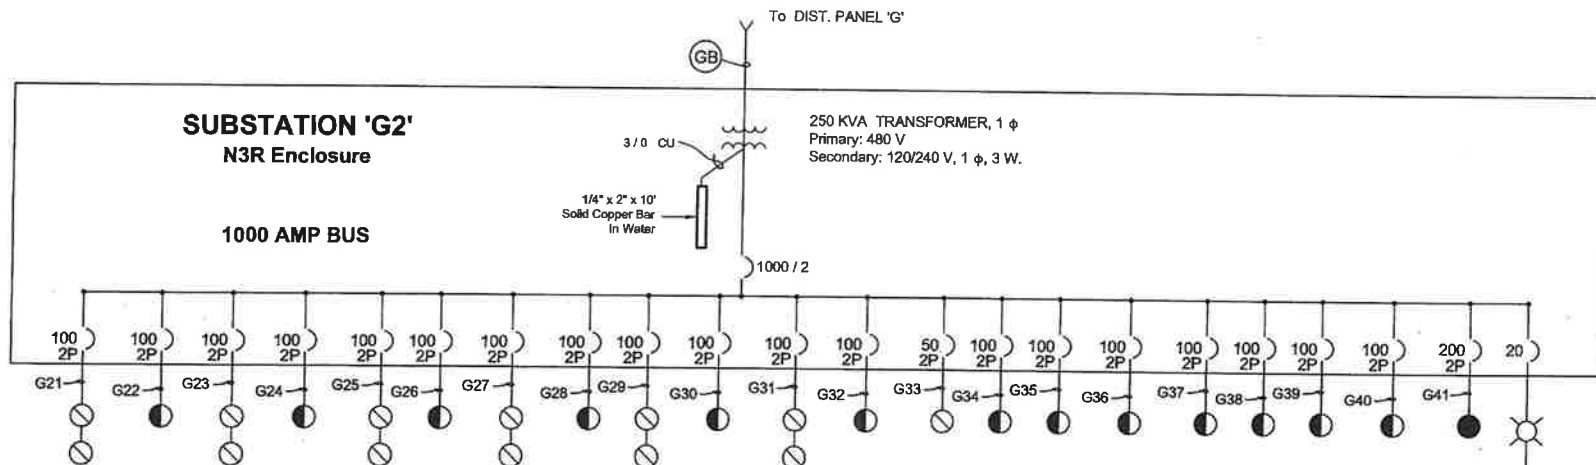 To DIST. PANEL 'G'
GB
SUBSTATION 'G2'
N3R Enclosure
1000 AMP BUS
3 / 0 CU
1/4" x 2" x 10'
Solid Copper Bar
In Water
250 KVA TRANSFORMER, 1 ϕ
Primary: 480 V
Secondary: 120/240 V, 1 ϕ, 3 W.
1000 / 2
100 100 100 100 100 100 100 100 100 100 100 100 50 100 100 100 100 100 100 100 200 20
2P 2P 2P 2P 2P 2P 2P 2P 2P 2P 2P 2P 2P 2P 2P 2P 2P 2P 2P 2P 2P
G21 G22 G23 G24 G25 G26 G27 G28 G29 G30 G31 G32 G33 G34 G35 G36 G37 G38 G39 G40 G41